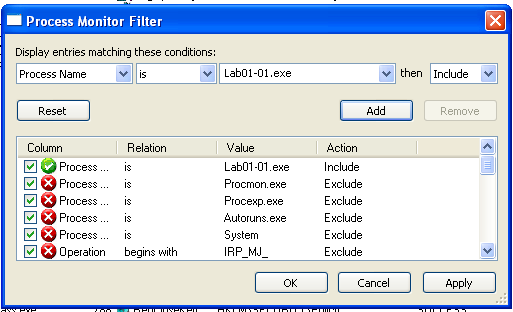 Process Monitor Filter
Display entries matching these conditions:
Process Name is Lab01-01.exe then Include
Reset Add Remove
Column Relation Value Action
Process ... is Lab01-01.exe Include
Process ... is Procmon.exe Exclude
Process ... is Procexp.exe Exclude
Process ... is Autoruns.exe Exclude
Process ... is System Exclude
Operation begins with IRP_MJ_ Exclude
OK Cancel Apply